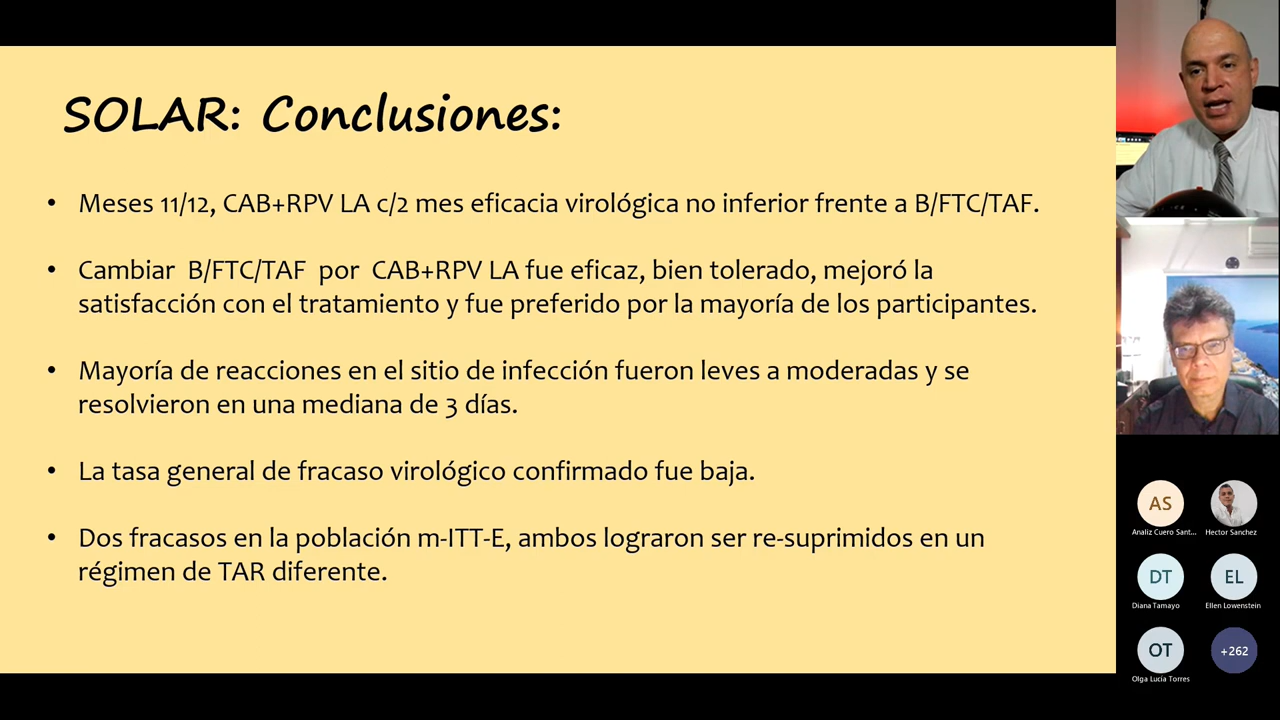 SOLAR: Conclusiones:
• Meses 11/12, CAB+RPV LA c/2 mes eficacia virológica no inferior frente a B/FTC/TAF.
• Cambiar B/FTC/TAF por CAB+RPV LA fue eficaz, bien tolerado, mejoró la
satisfacción con el tratamiento y fue preferido por la mayoría de los participantes.
• Mayoría de reacciones en el sitio de infección fueron leves a moderadas y se
resolvieron en una mediana de 3 días.
• La tasa general de fracaso virológico confirmado fue baja.
• Dos fracasos en la población m-ITT-E, ambos lograron ser re-suprimidos en un
régimen de TAR diferente.
AS
Analiz Cuero Sant...
Hector Sanchez
DT
Diana Tamayo
EL
Ellen Lowenstein
OT
Olga Lucía Torres
+262